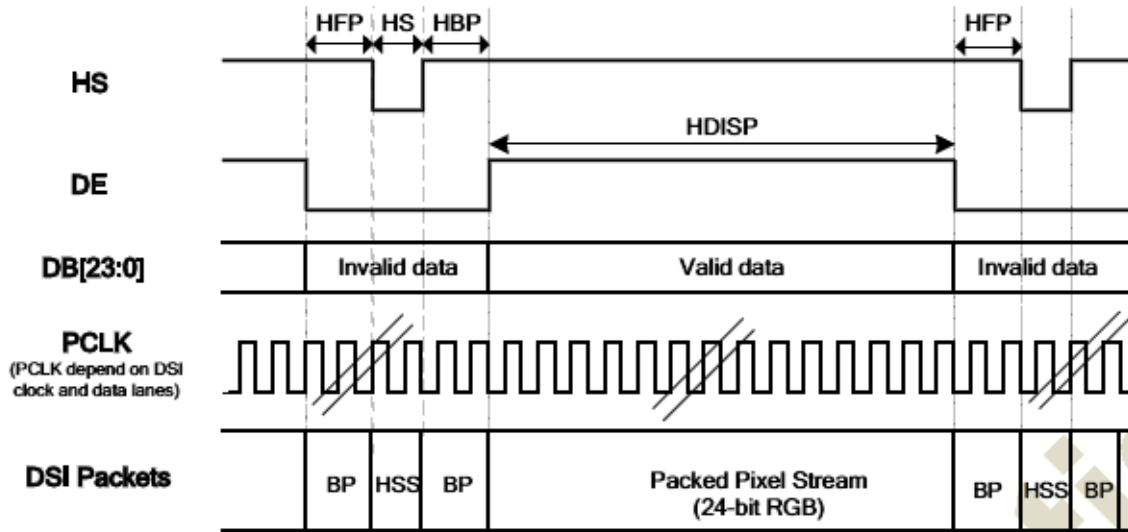 HFP HS HBP HFP
HS
HDISP
DE
DB[23:0] Invalid data Valid data Invalid data
PCLK
(PCLK depend on DSI
clock and data lanes)
DSI Packets BP HSS BP Packed Pixel Stream BP HSS BP
(24-bit RGB)